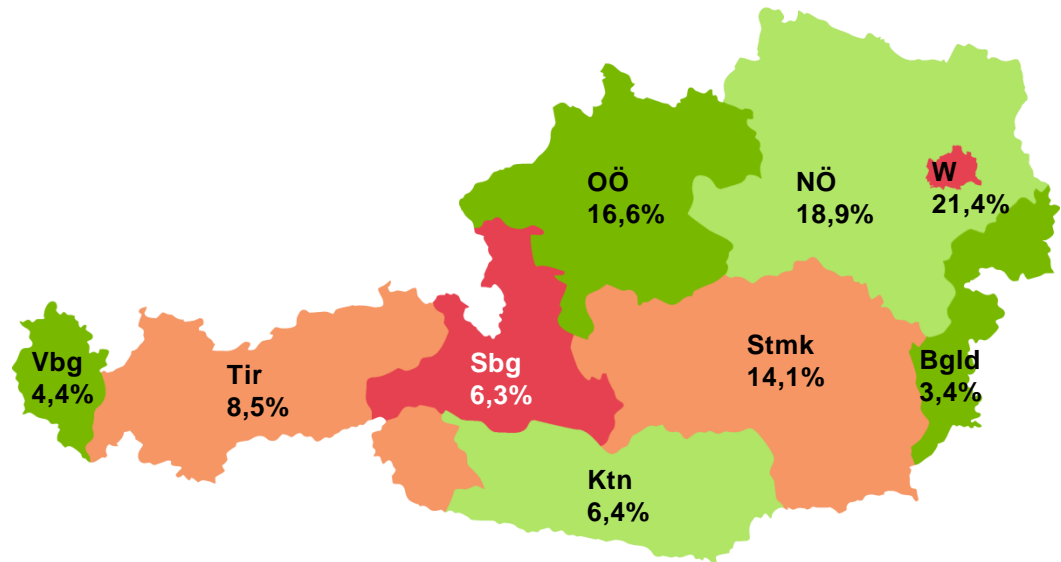 OÖ
16,6%
NÖ
18,9%
W
21,4%
Vbg
4,4%
Tir
8,5%
Sbg
6,3%
Stmk
14,1%
Bgld
3,4%
Ktn
6,4%